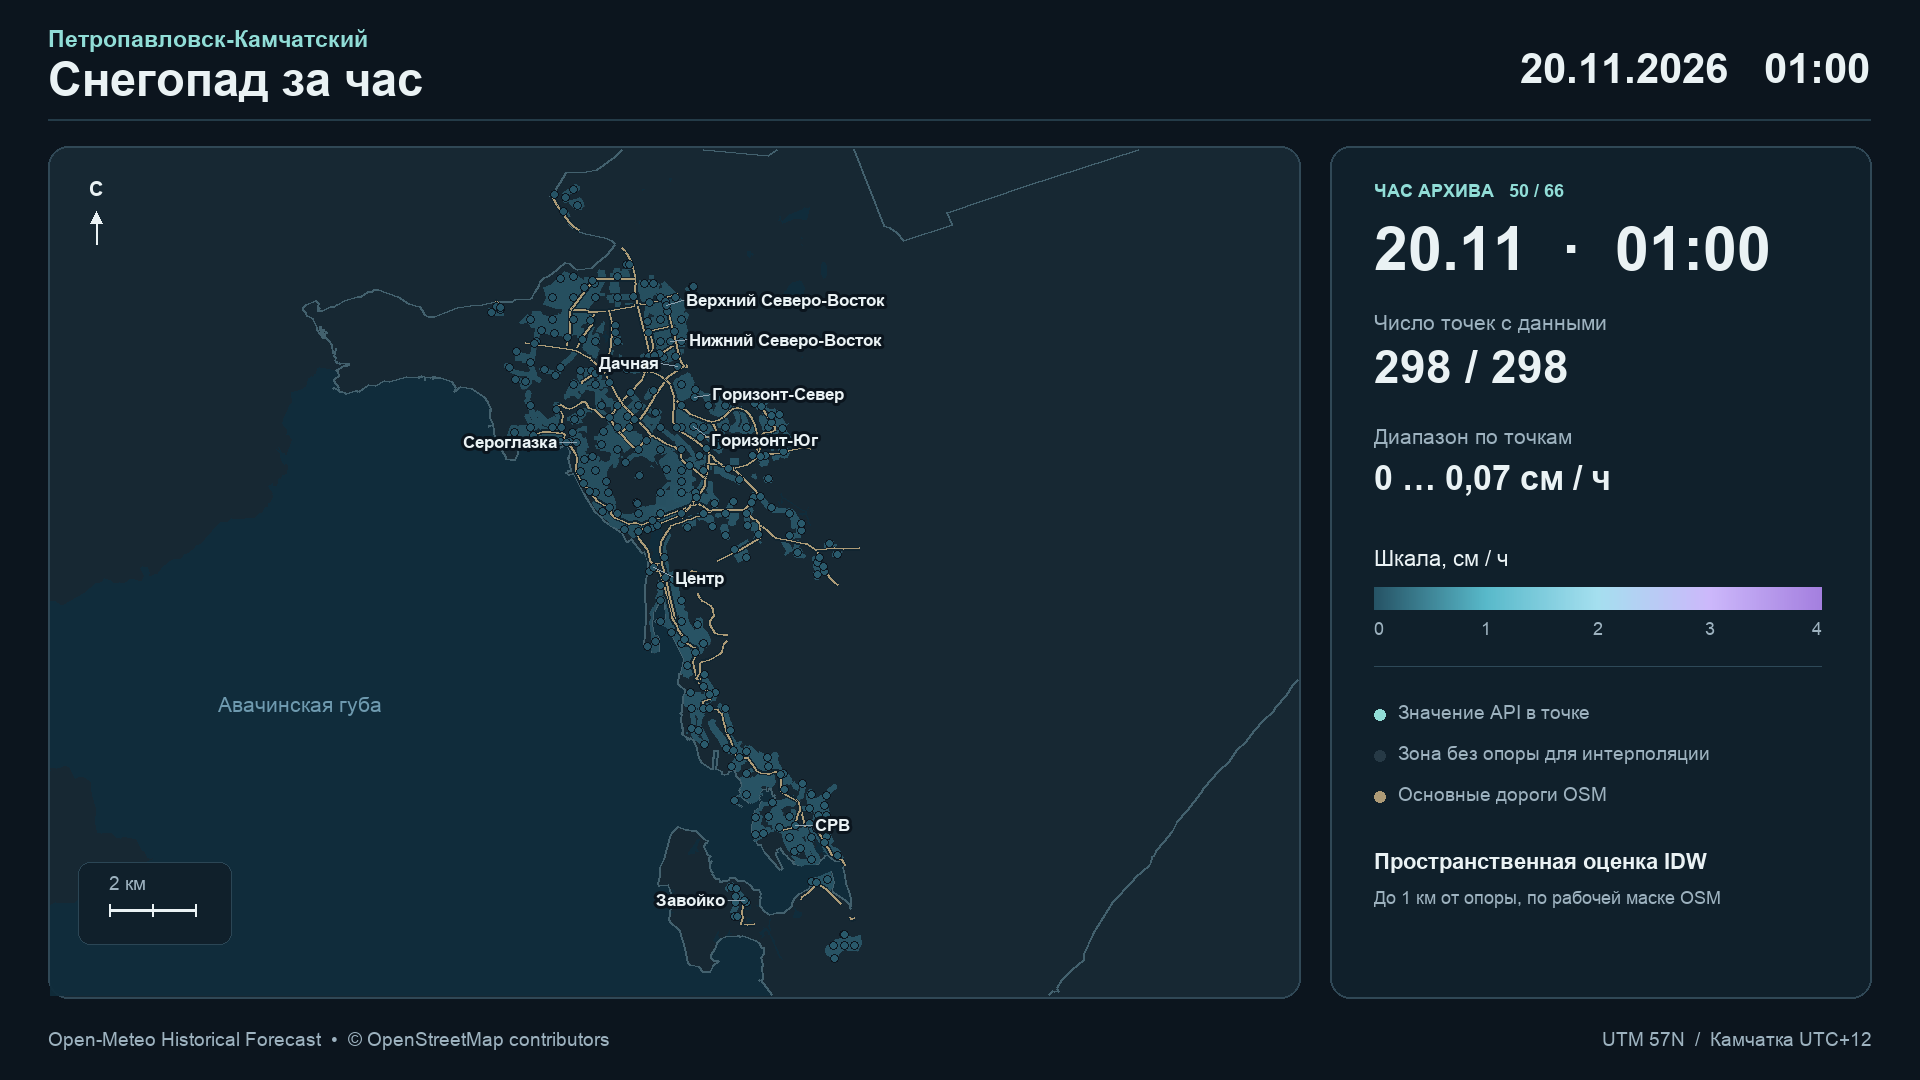 Петропавловск-Камчатский
Снегопад за час
20.11.2026 01:00
С
Верхний Северо-Восток
Нижний Северо-Восток
Дачная
Горизонт-Север
Горизонт-Юг
Сероглазка
Центр
Авачинская губа
СРВ
Завойко
2 км
ЧАС АРХИВА 50 / 66
20.11 · 01:00
Число точек с данными
298 / 298
Диапазон по точкам
0 … 0,07 см / ч
Шкала, см / ч
0 1 2 3 4
Значение API в точке
Зона без опоры для интерполяции
Основные дороги OSM
Пространственная оценка IDW
До 1 км от опоры, по рабочей маске OSM
Open-Meteo Historical Forecast • © OpenStreetMap contributors
UTM 57N / Камчатка UTC+12